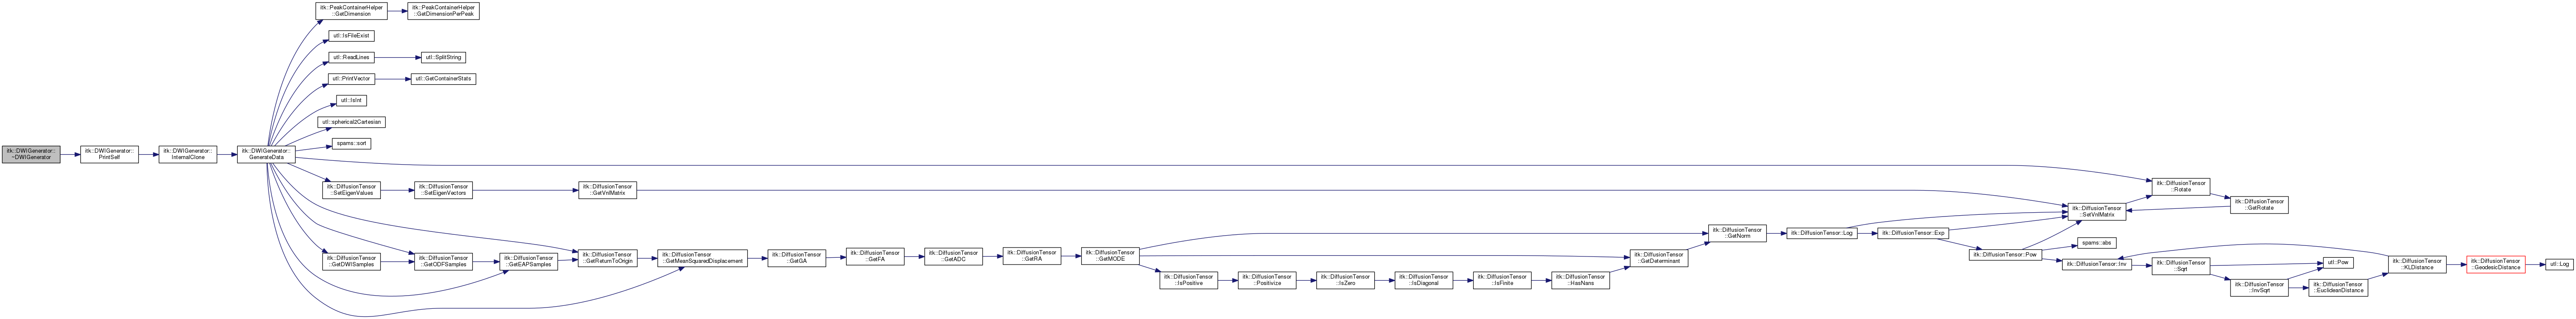 itk::DWIGenerator::
~DWIGenerator
itk::DWIGenerator::
PrintSelf
itk::DWIGenerator::
InternalClone
itk::DWIGenerator::
GenerateData
itk::PeakContainerHelper
::GetDimension
itk::PeakContainerHelper
::GetDimensionPerPeak
utl::IsFileExist
utl::ReadLines
utl::SplitString
utl::PrintVector
utl::GetContainerStats
utl::IsInt
utl::spherical2Cartesian
spams::sort
itk::DiffusionTensor
::SetEigenValues
itk::DiffusionTensor
::SetEigenVectors
itk::DiffusionTensor
::GetVnlMatrix
itk::DiffusionTensor
::GetDWISamples
itk::DiffusionTensor
::GetODFSamples
itk::DiffusionTensor
::GetEAPSamples
itk::DiffusionTensor
::GetReturnToOrigin
itk::DiffusionTensor
::GetMeanSquaredDisplacement
itk::DiffusionTensor
::GetGA
itk::DiffusionTensor
::GetFA
itk::DiffusionTensor
::GetADC
itk::DiffusionTensor
::GetRA
itk::DiffusionTensor
::GetMODE
itk::DiffusionTensor
::IsPositive
itk::DiffusionTensor
::Positivize
itk::DiffusionTensor
::IsZero
itk::DiffusionTensor
::IsDiagonal
itk::DiffusionTensor
::IsFinite
itk::DiffusionTensor
::HasNans
itk::DiffusionTensor
::GetDeterminant
itk::DiffusionTensor
::GetNorm
itk::DiffusionTensor::Log
itk::DiffusionTensor::Exp
itk::DiffusionTensor::Pow
itk::DiffusionTensor
::Rotate
itk::DiffusionTensor
::GetRotate
itk::DiffusionTensor
::SetVnlMatrix
spams::abs
itk::DiffusionTensor::Inv
itk::DiffusionTensor
::Sqrt
utl::Pow
itk::DiffusionTensor
::InvSqrt
itk::DiffusionTensor
::EuclideanDistance
itk::DiffusionTensor
::KLDistance
itk::DiffusionTensor
::GeodesicDistance
utl::Log